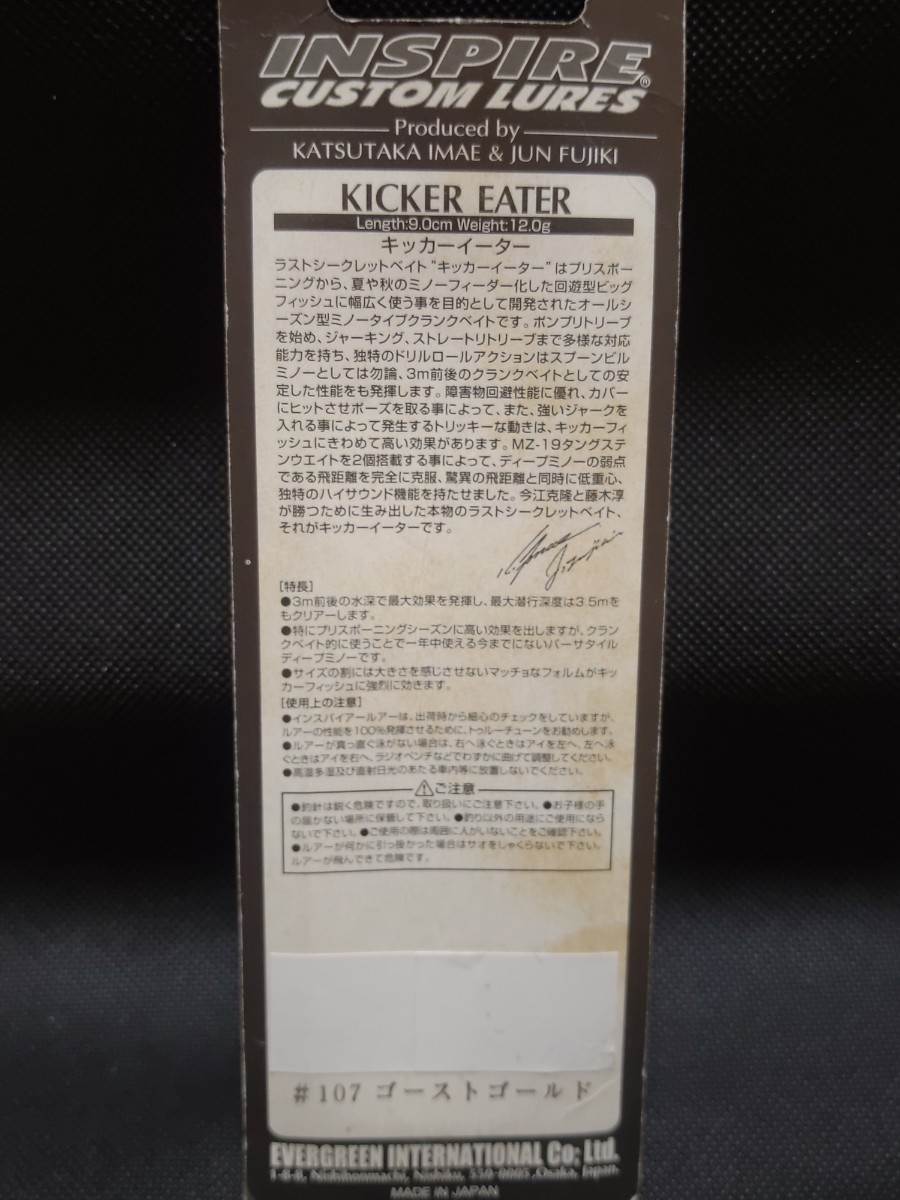 INSPIRE®
CUSTOM LURES
Produced by
KATSUTAKA IMAE & JUN FUJIKI
KICKER EATER
Length:9.0cm Weight:12.0g
キッカーイーター
ラストシークレットベイト“キッカーイーター”はプリスポー
ニングから、夏や秋のミノーフィーダー化した回遊型ビッグ
フィッシュに幅広く使う事を目的として開発されたオールシ
ーズン型ミノータイプクランクベイトです。ポンプリトリーブ
を始め、ジャーキング、ストレートリトリーブまで多様な対応
能力を持ち、独特のドリルロールアクションはスプーンビル
ミノーとしては勿論、3m前後のクランクベイトとしての安
定した性能をも発揮します。障害物回避性能に優れ、カバー
にヒットさせポーズを取る事によって、また、強いジャークを
入れる事によって発生するトリッキーな動きは、キッカーフィ
ッシュにきわめて高い効果があります。MZ-19タングステ
ンウエイトを2個搭載する事によって、ディープミノーの弱点
である飛距離を完全に克服、驚異の飛距離と同時に低重心、
独特のハイサウンド機能を持たせました。今江克隆と藤木淳
が勝つために生み出した本物のラストシークレットベイト、
それがキッカーイーターです。
［特長］
●3m前後の水深で最大効果を発揮し、最大潜行深度は3.5mを
もクリアーします。
●特にプリスポーニングシーズンに高い効果を出しますが、クラン
クベイト的に使うことで一年中使える今までにないバーサタイル
ディープミノーです。
●サイズの割には大きさを感じさせないマッチョなフォルムがキッ
カーフィッシュに強烈に効きます。
［使用上の注意］
●インスパイアールアーは、出荷時から細心のチェックをしていますが、
ルアーの性能を100%発揮させるために、トゥルーチューンをお勧めします。
●ルアーが真っ直ぐ泳がない場合は、右へ泳ぐときはアイを左へ、左へ泳
ぐときはアイを右へ、ラジオペンチなどでわずかに曲げて調整してください。
●高温多湿及び直射日光のあたる車内等に放置しないでください。
⚠ご注意
●釣針は鋭く危険ですので、取り扱いにご注意下さい。●お子様の手
の届かない場所に保管して下さい。●釣り以外の用途にご使用になら
ないで下さい。●ご使用の際は周囲に人がいないことをご確認下さい。
●ルアーが何かに引っ掛かった場合はサオをしゃくらないで下さい。
ルアーが飛んできて危険です。
#107 ゴーストゴールド
EVERGREEN INTERNATIONAL Co; Ltd.
1-8-8, Nishihonmachi, Nishiku, 550-0005 ,Osaka, Japan.
MADE IN JAPAN